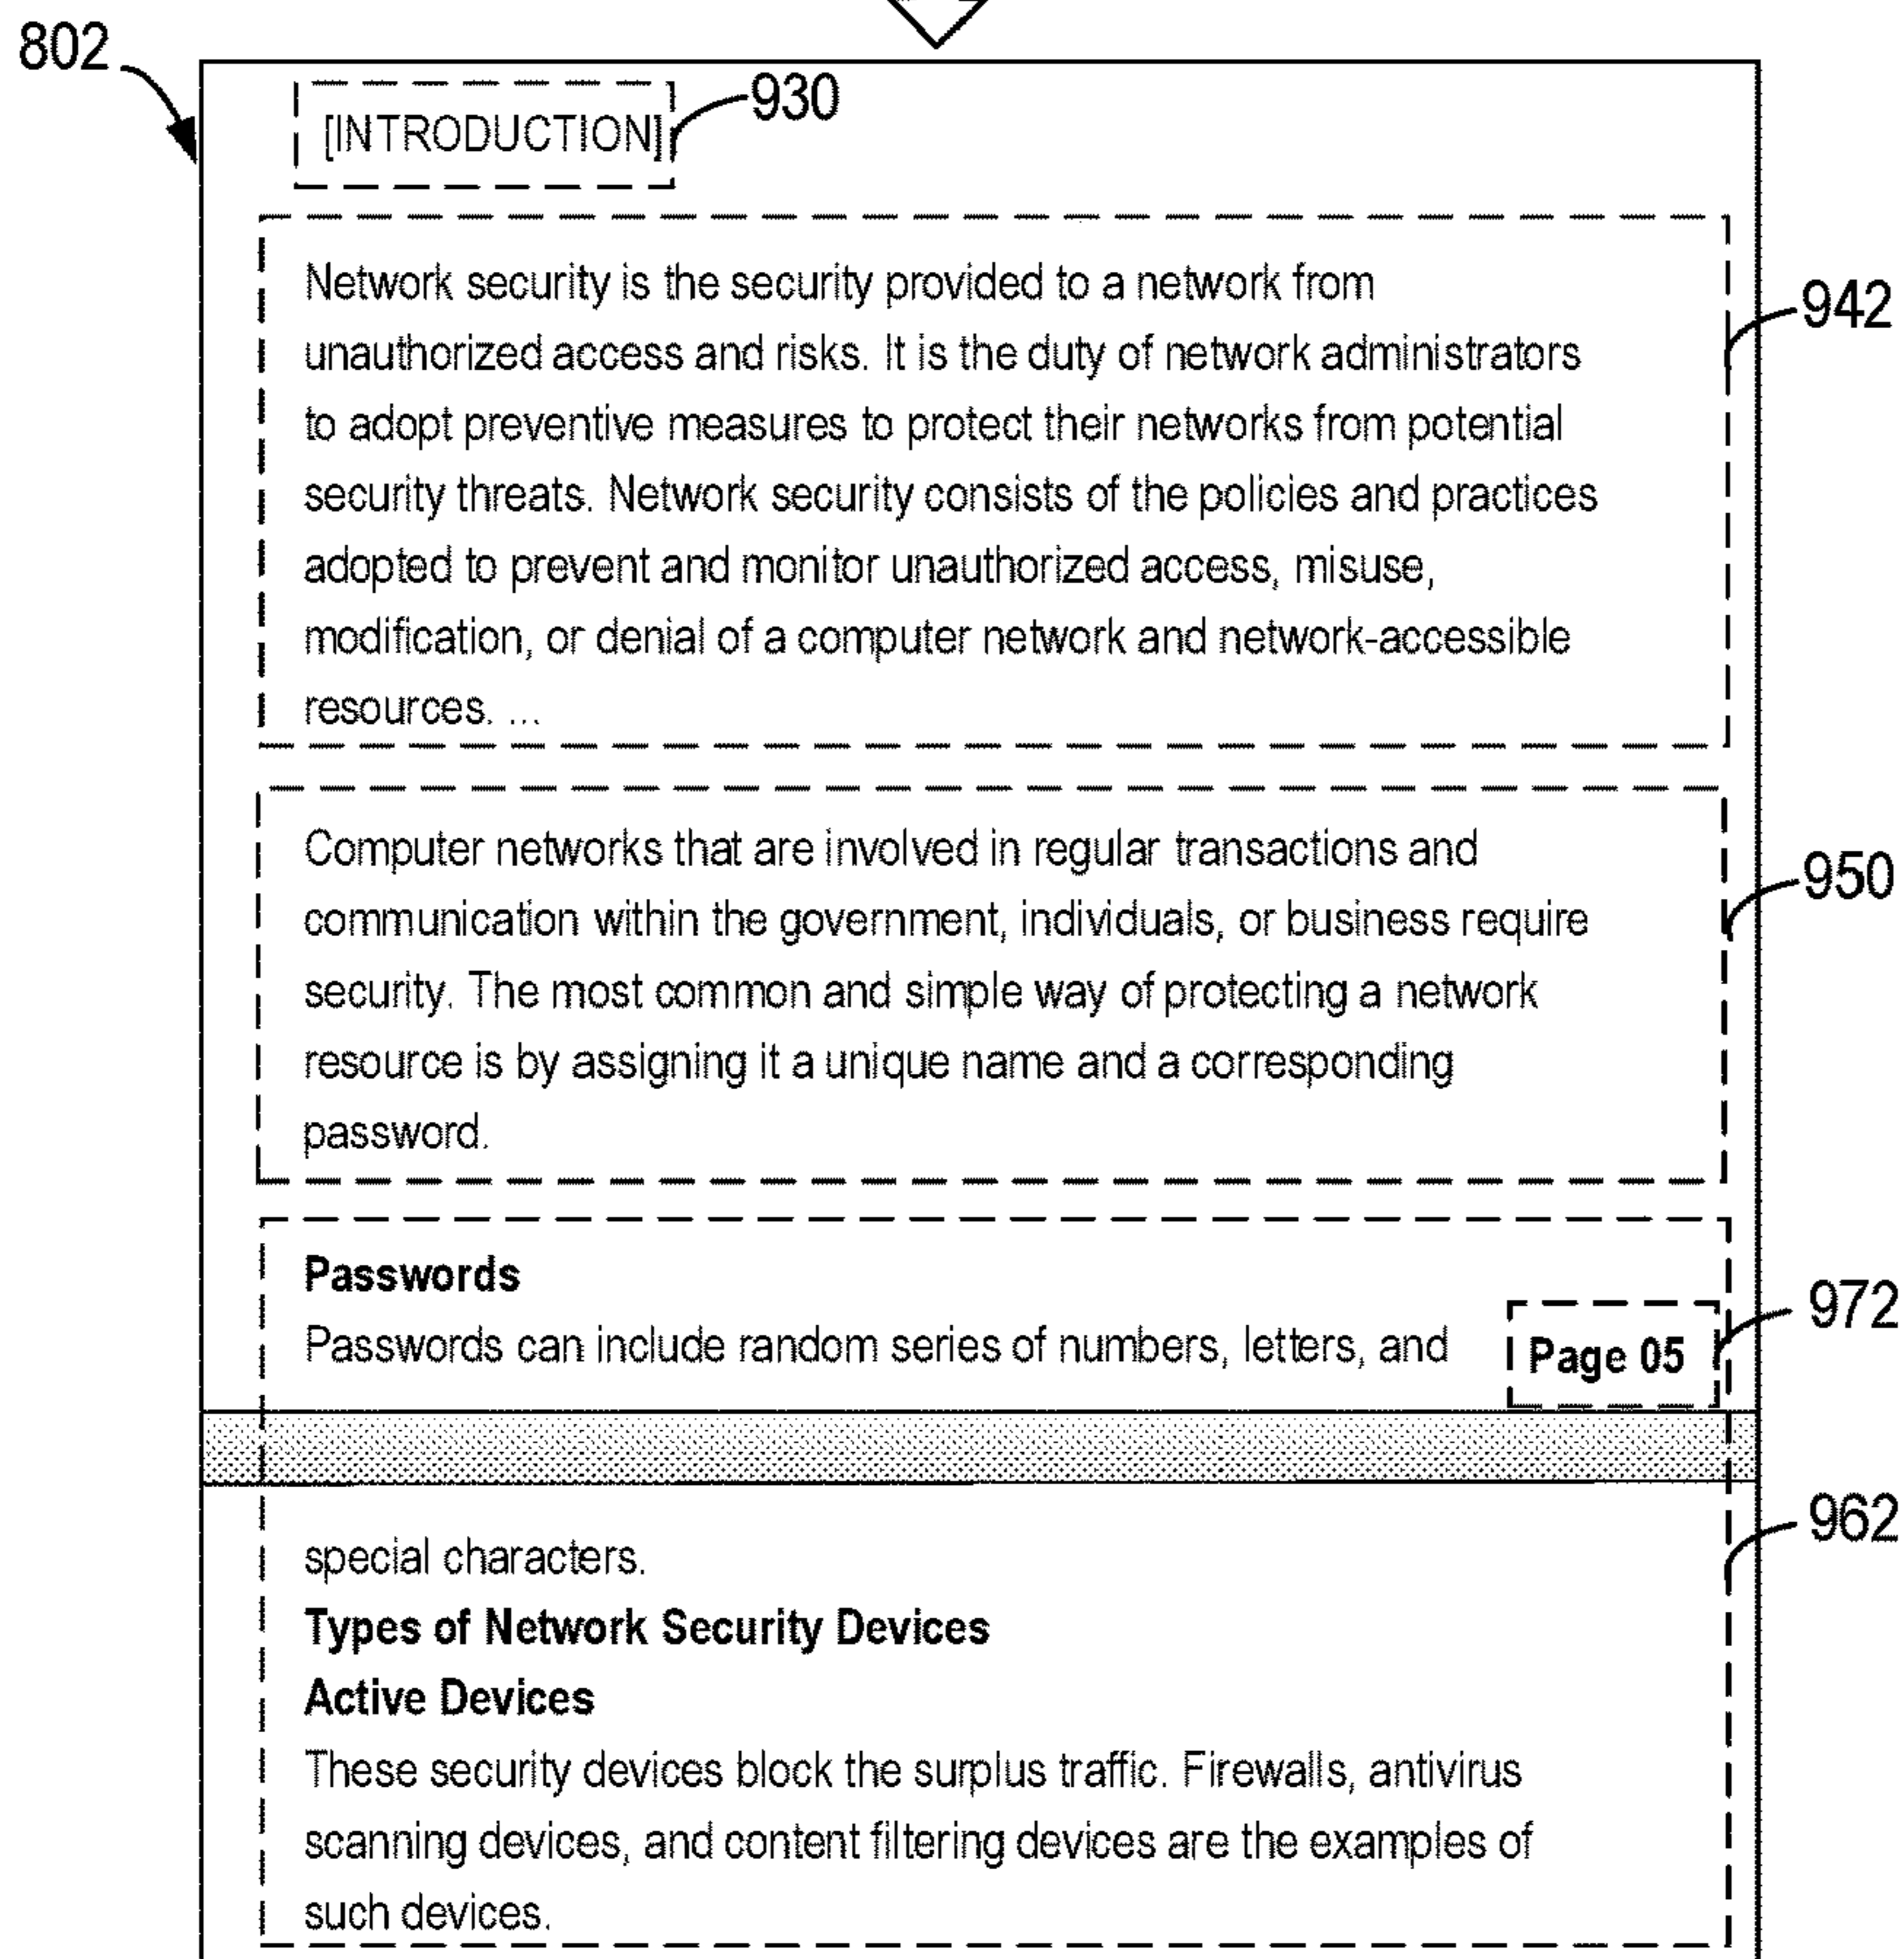 802
[INTRODUCTION]
930
Network security is the security provided to a network from
942
unauthorized access and risks. It is the duty of network administrators
to adopt preventive measures to protect their networks from potential
security threats. Network security consists of the policies and practices
adopted to prevent and monitor unauthorized access, misuse,
modification, or denial of a computer network and network-accessible
resources. ...
Computer networks that are involved in regular transactions and
950
communication within the government, individuals, or business require
security. The most common and simple way of protecting a network
resource is by assigning it a unique name and a corresponding
password.
Passwords
972
Passwords can include random series of numbers, letters, and
Page 05
962
special characters.
Types of Network Security Devices
Active Devices
These security devices block the surplus traffic. Firewalls, antivirus
scanning devices, and content filtering devices are the examples of
such devices.